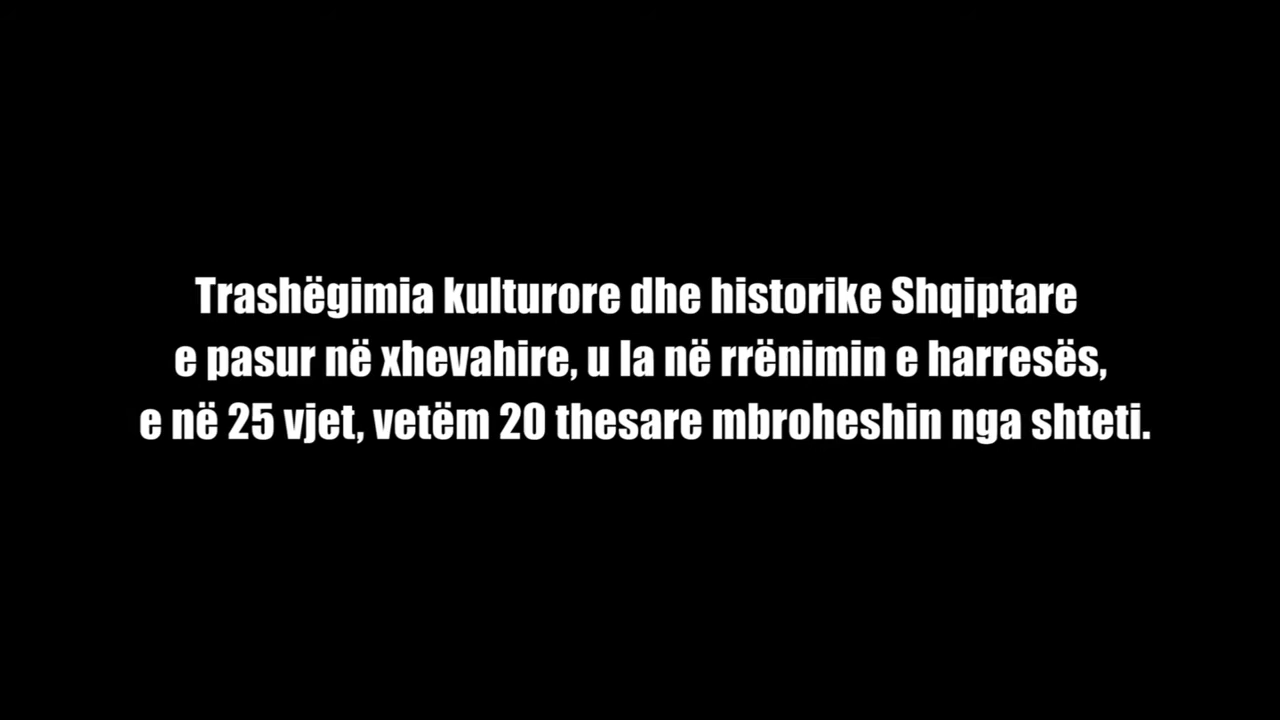 Trashëgimia kulturore dhe historike Shqiptare
e pasur në xhevahire, u la në rrënimin e harresës,
e në 25 vjet, vetëm 20 thesare mbroheshin nga shteti.